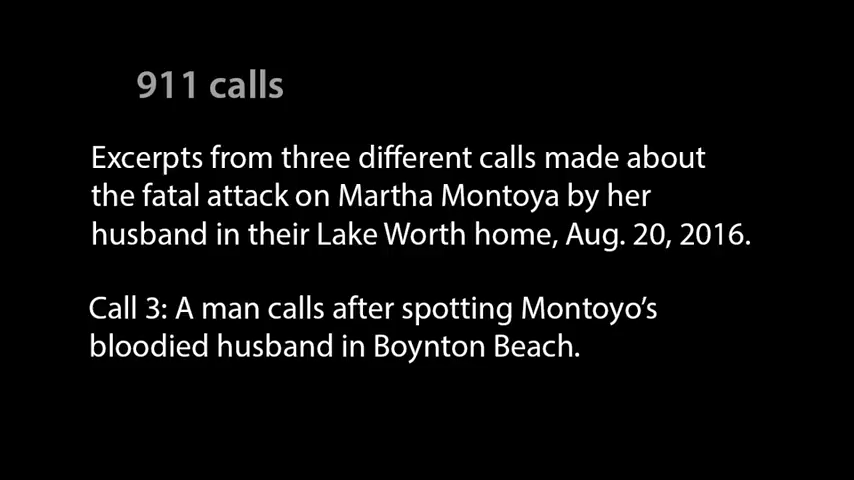 911 calls
Excerpts from three different calls made about
the fatal attack on Martha Montoya by her
husband in their Lake Worth home, Aug. 20, 2016.
Call 3: A man calls after spotting Montoyo’s
bloodied husband in Boynton Beach.